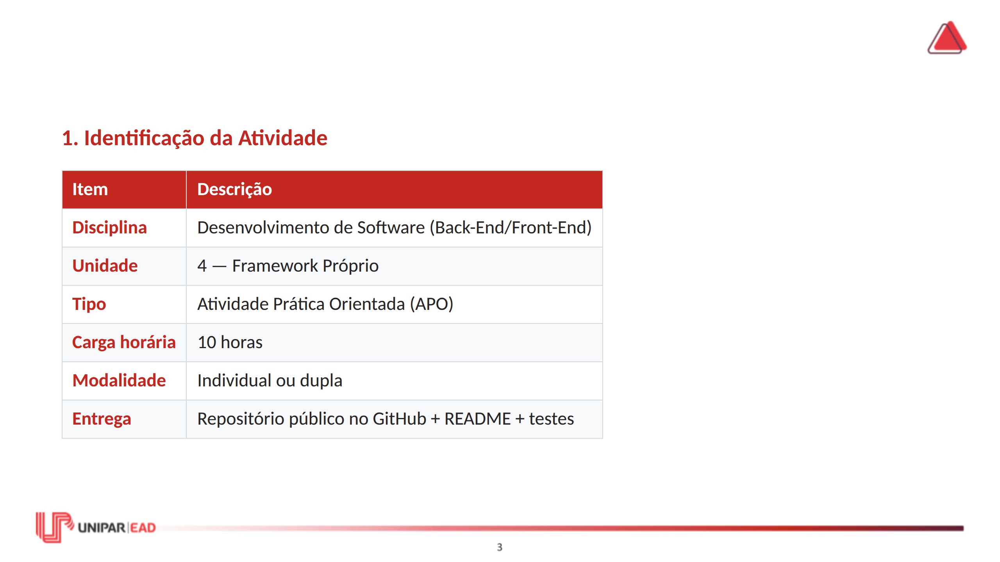 1. Identificação da Atividade
Item Descrição
Disciplina Desenvolvimento de Software (Back-End/Front-End)
Unidade 4 — Framework Próprio
Tipo Atividade Prática Orientada (APO)
Carga horária 10 horas
Modalidade Individual ou dupla
Entrega Repositório público no GitHub + README + testes
UNIPAR|EAD
3